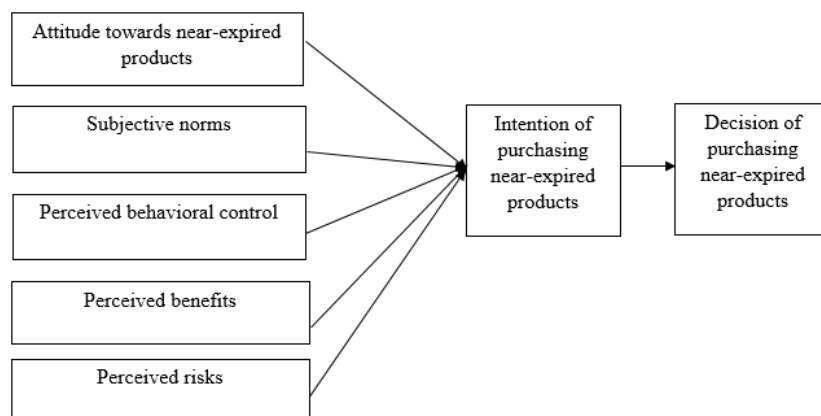 Attitude towards near-expired
products
Subjective norms
Perceived behavioral control
Perceived benefits
Perceived risks
Intention of
purchasing
near-expired
products
Decision of
purchasing
near-expired
products